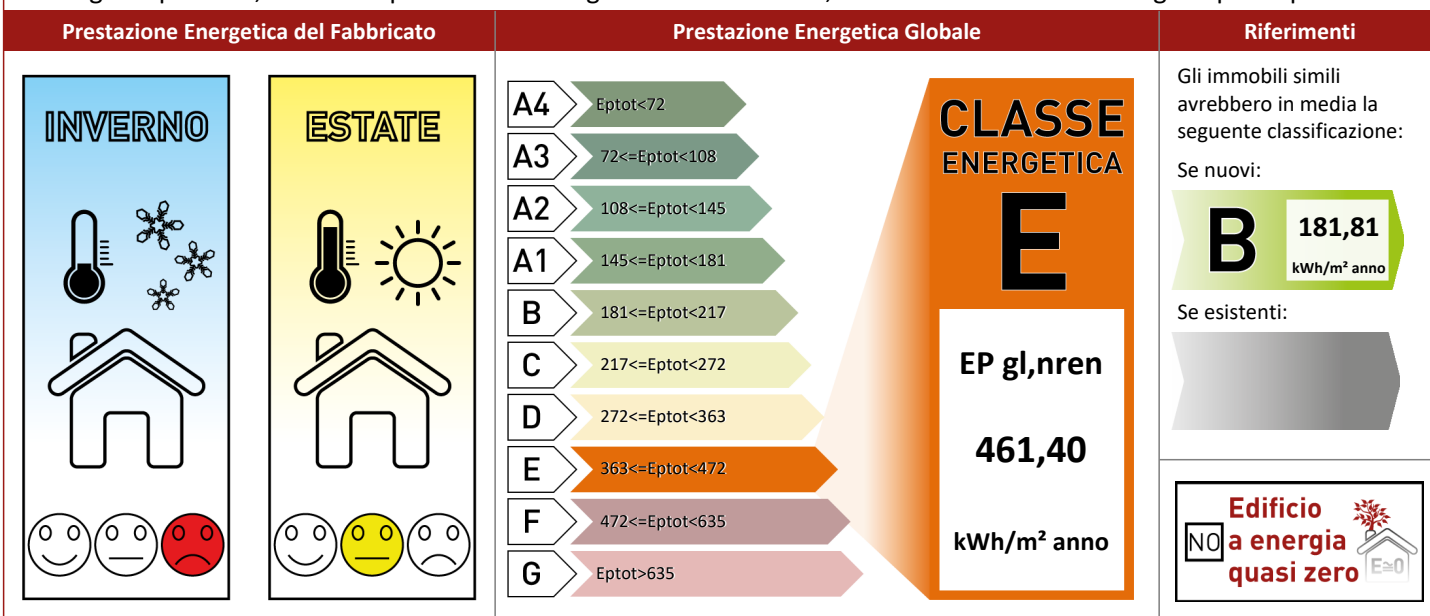 Prestazione Energetica del Fabbricato
Prestazione Energetica Globale
Riferimenti
INVERNO
ESTATE
A4 Eptot<72
A3 72<=Eptot<108
A2 108<=Eptot<145
A1 145<=Eptot<181
B 181<=Eptot<217
C 217<=Eptot<272
D 272<=Eptot<363
E 363<=Eptot<472
F 472<=Eptot<635
G Eptot>635
CLASSE
ENERGETICA
E
EP gl,nren
461,40
kWh/m² anno
Gli immobili simili
avrebbero in media la
seguente classificazione:
Se nuovi:
B 181,81
kWh/m² anno
Se esistenti:
Edificio
NO a energia
quasi zero
E≃0